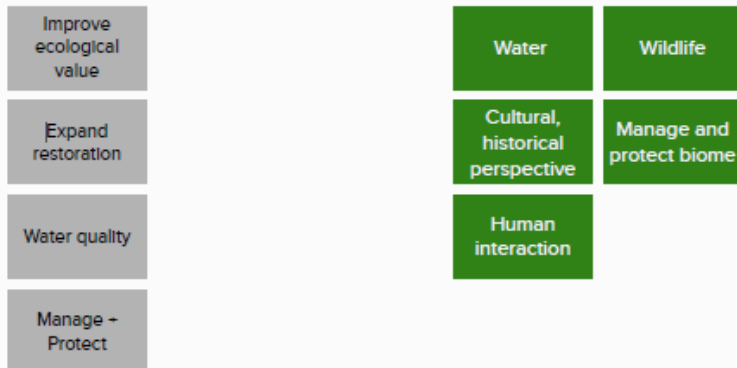 Improve
ecological
value
Expand
restoration
Water quality
Manage +
Protect
Water
Wildlife
Cultural,
historical
perspective
Manage and
protect biome
Human
interaction